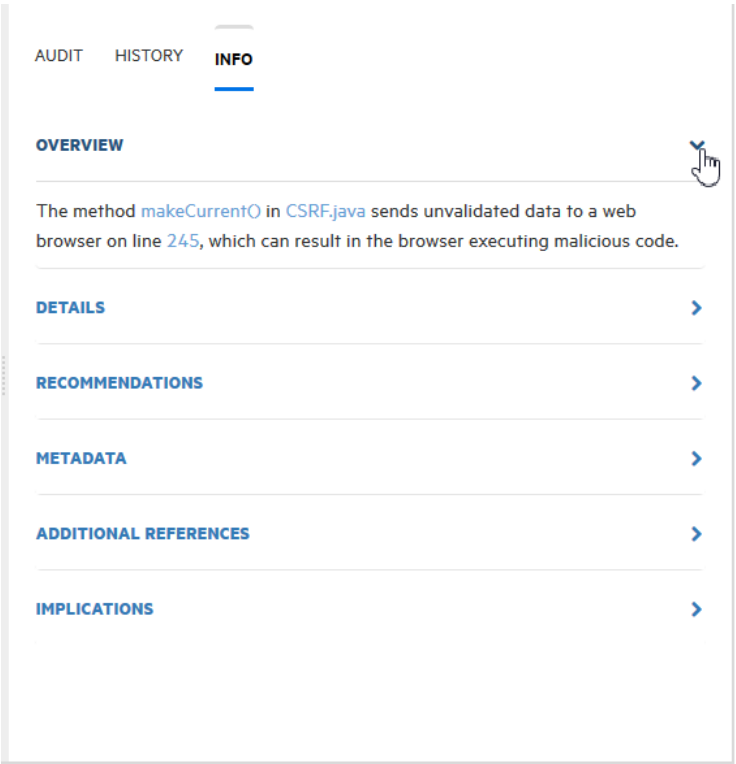 AUDIT HISTORY INFO
OVERVIEW
The method makeCurrent() in CSRF.java sends unvalidated data to a web
browser on line 245, which can result in the browser executing malicious code.
DETAILS
RECOMMENDATIONS
METADATA
ADDITIONAL REFERENCES
IMPLICATIONS